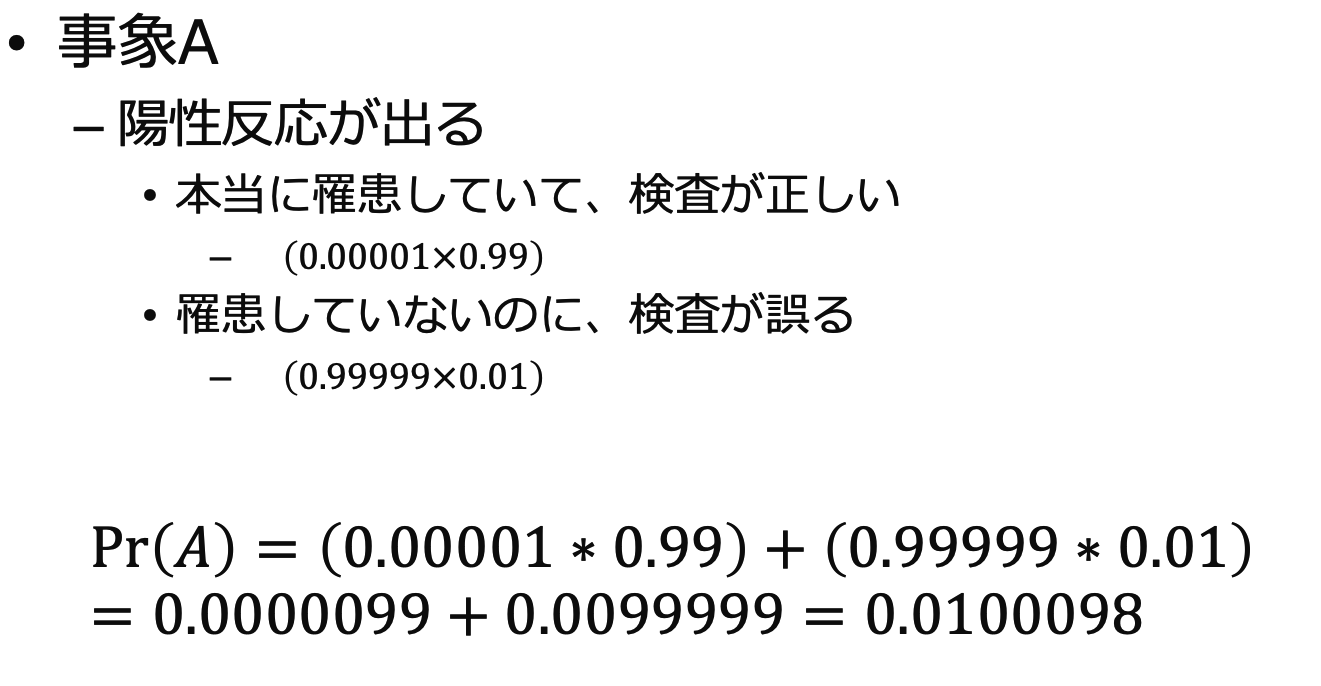 • 事象A
– 陽性反応が出る
• 本当に罹患していて、検査が正しい
– (0.00001×0.99)
• 罹患していないのに、検査が誤る
– (0.99999×0.01)
Pr(A) = (0.00001 * 0.99) + (0.99999 * 0.01)
= 0.0000099 + 0.0099999 = 0.0100098